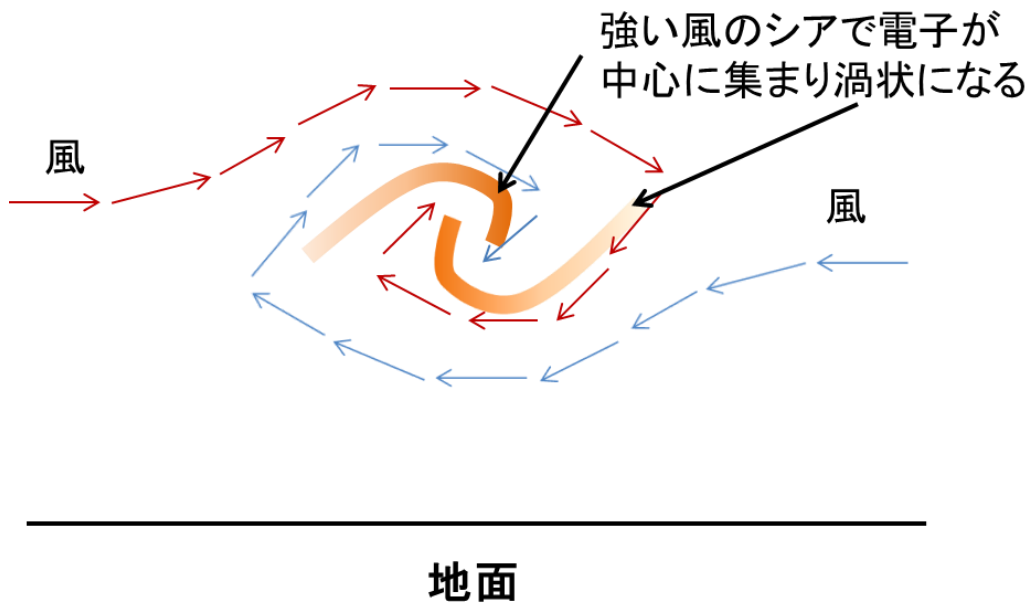 強い風のシアで電子が
中心に集まり渦状になる
風
風
地面